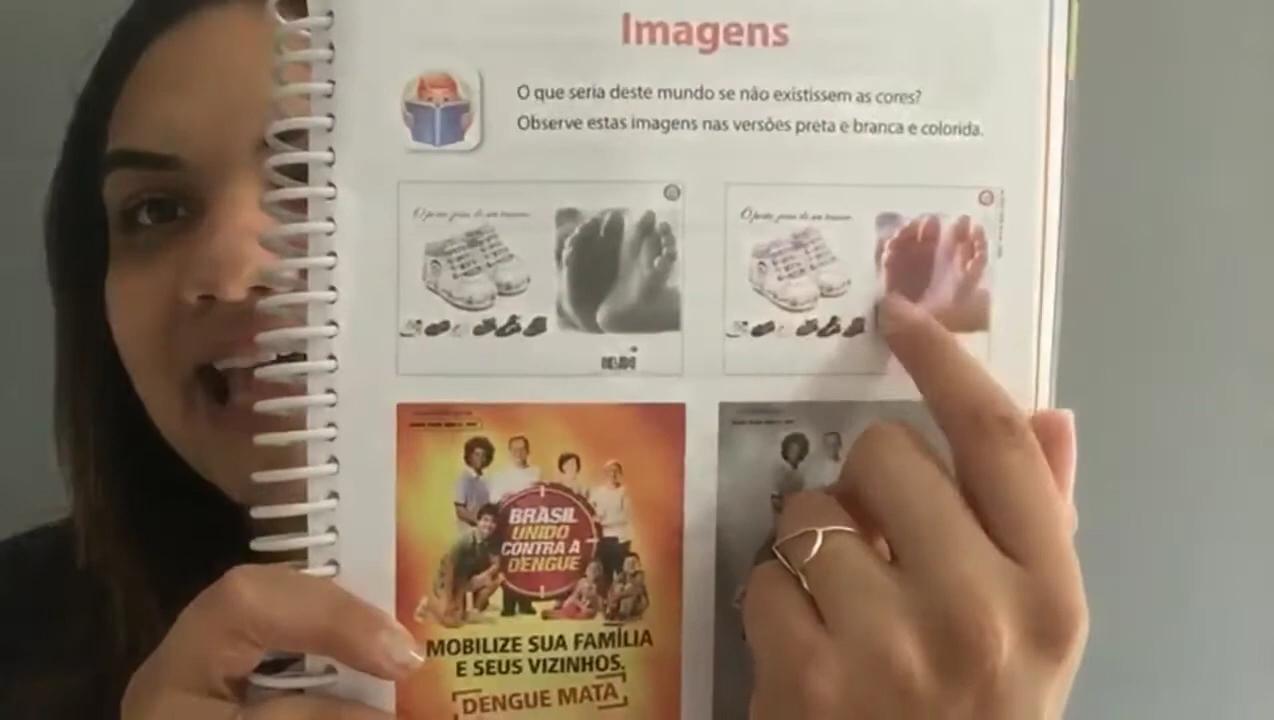 Imagens
O que seria deste mundo se não existissem as cores?
Observe estas imagens nas versões preta e branca e colorida.
BRASIL
UNIDO
CONTRA A
DENGUE
MOBILIZE SUA FAMÍLIA
E SEUS VIZINHOS.
DENGUE MATA